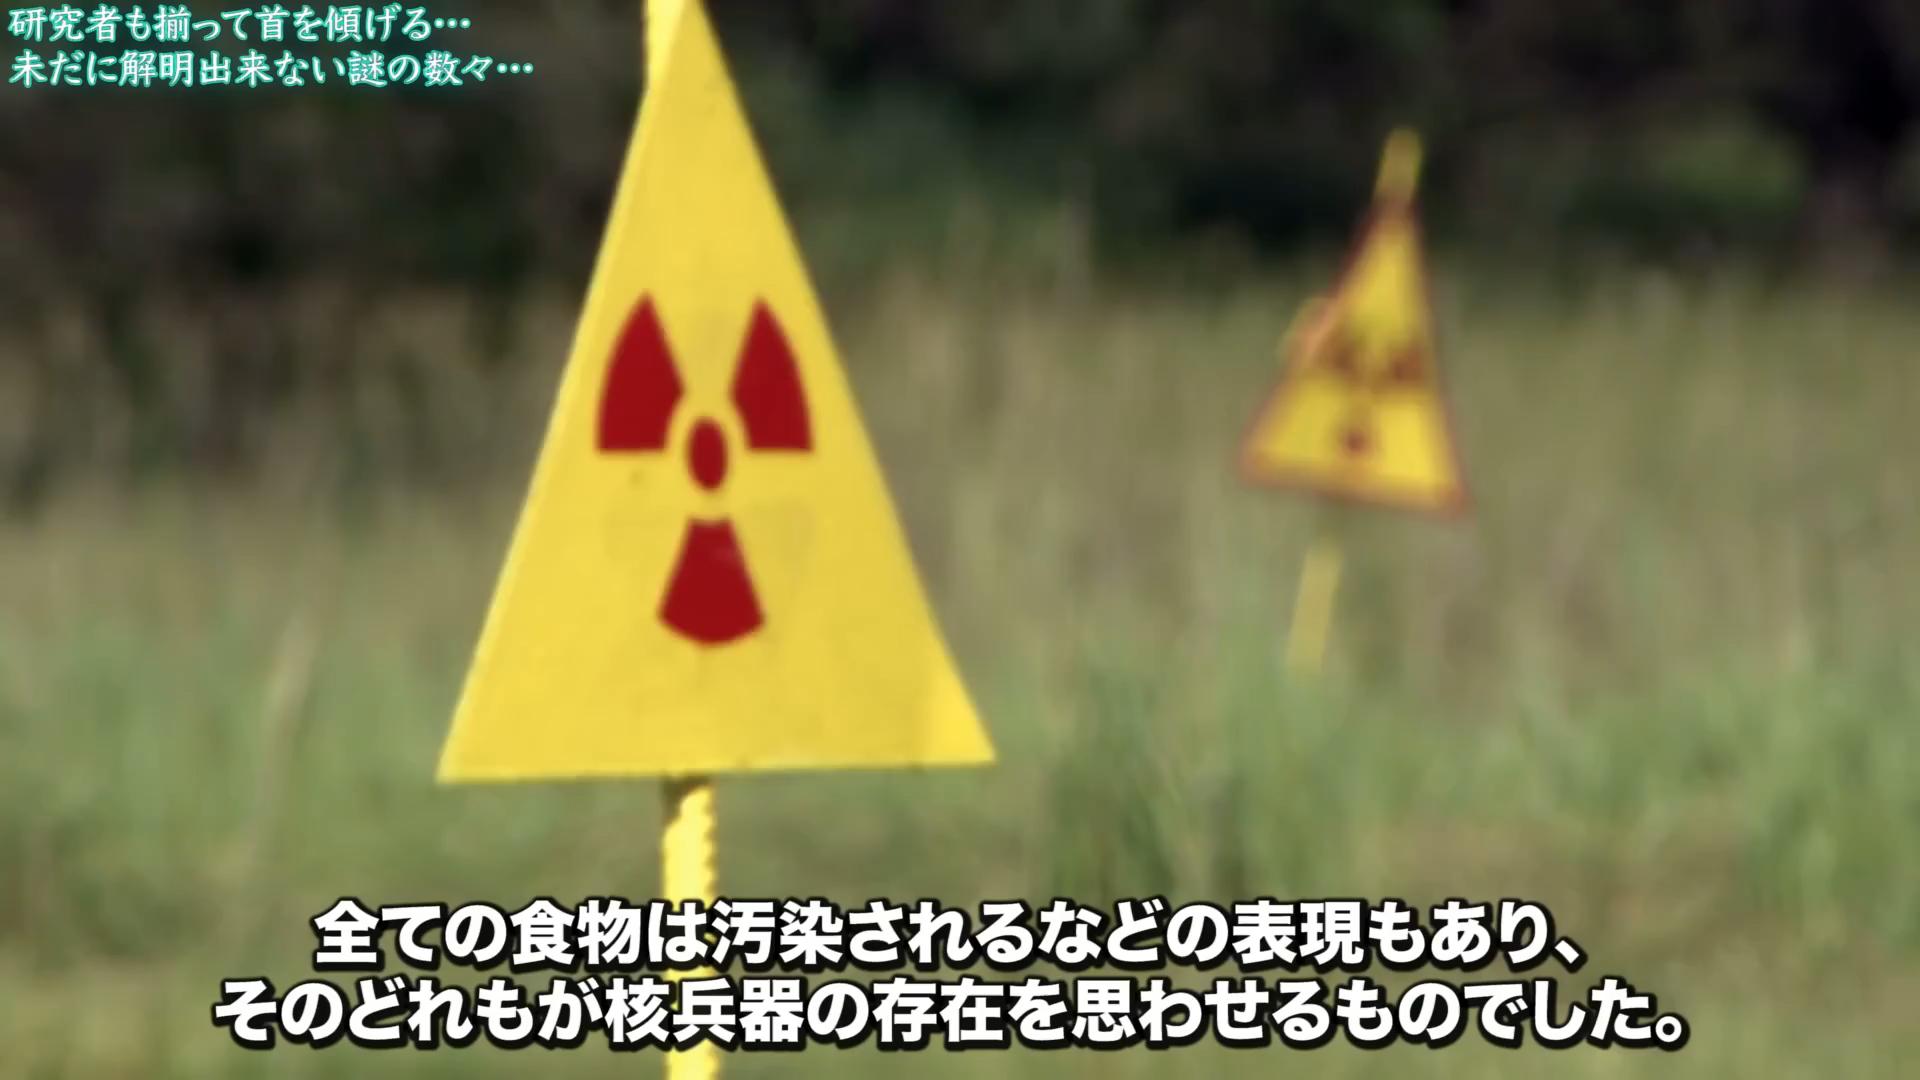 研究者も揃って首を傾げる…
未だに解明出来ない謎の数々…
全ての食物は汚染されるなどの表現もあり、
そのどれもが核兵器の存在を思わせるものでした。